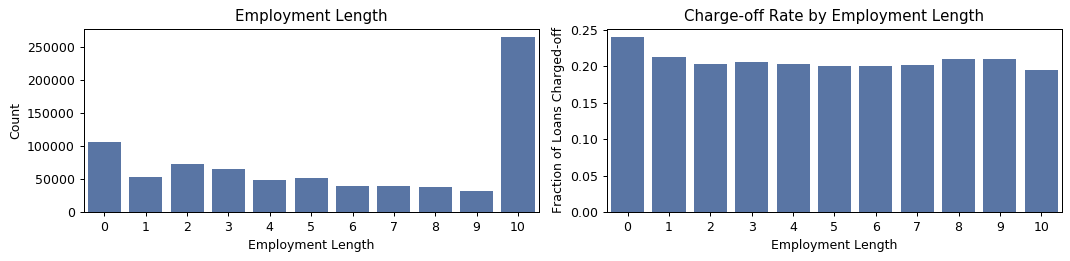 Employment Length
250000
200000
150000
100000
50000
0
Count
0 1 2 3 4 5 6 7 8 9 10
Employment Length
Charge-off Rate by Employment Length
0.25
0.20
0.15
0.10
0.05
0.00
Fraction of Loans Charged-off
0 1 2 3 4 5 6 7 8 9 10
Employment Length